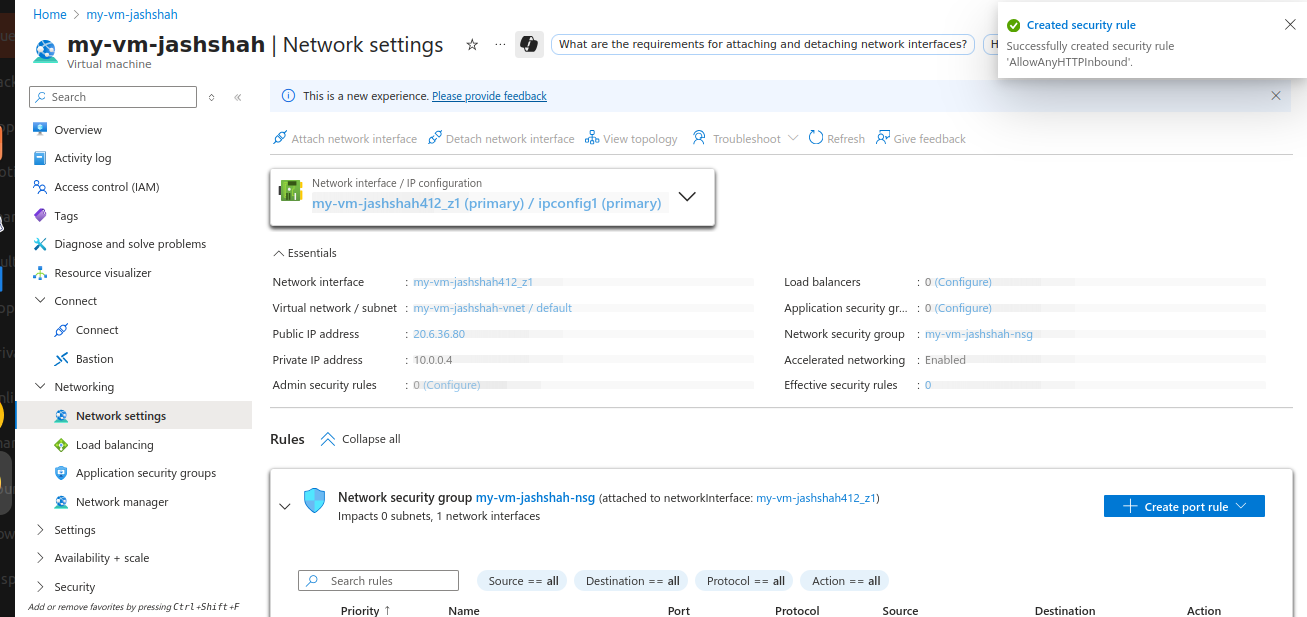 Home > my-vm-jashshah
my-vm-jashshah | Network settings
Virtual machine
What are the requirements for attaching and detaching network interfaces?
Created security rule
Successfully created security rule
'AllowAnyHTTPInbound'.
Search
This is a new experience. Please provide feedback
Overview
Activity log
Access control (IAM)
Tags
Diagnose and solve problems
Resource visualizer
Connect
Connect
Bastion
Networking
Network settings
Load balancing
Application security groups
Network manager
Settings
Availability + scale
Security
Add or remove favorites by pressing Ctrl+Shift+F
Attach network interface Detach network interface View topology Troubleshoot Refresh Give feedback
Network interface / IP configuration
my-vm-jashshah412_z1 (primary) / ipconfig1 (primary)
Essentials
Network interface : my-vm-jashshah412_z1
Virtual network / subnet : my-vm-jashshah-vnet / default
Public IP address : 20.6.36.80
Private IP address : 10.0.0.4
Admin security rules : 0 (Configure)
Load balancers : 0 (Configure)
Application security gr... : 0 (Configure)
Network security group : my-vm-jashshah-nsg
Accelerated networking : Enabled
Effective security rules : 0
Rules Collapse all
Network security group my-vm-jashshah-nsg (attached to networkInterface: my-vm-jashshah412_z1)
Impacts 0 subnets, 1 network interfaces
Create port rule
Search rules Source == all Destination == all Protocol == all Action == all
Priority ↑ Name Port Protocol Source Destination Action